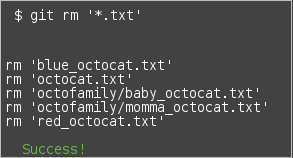 $ git rm '*.txt'
rm 'blue_octocat.txt'
rm 'octocat.txt'
rm 'octofamily/baby_octocat.txt'
rm 'octofamily/momma_octocat.txt'
rm 'red_octocat.txt'
Success!